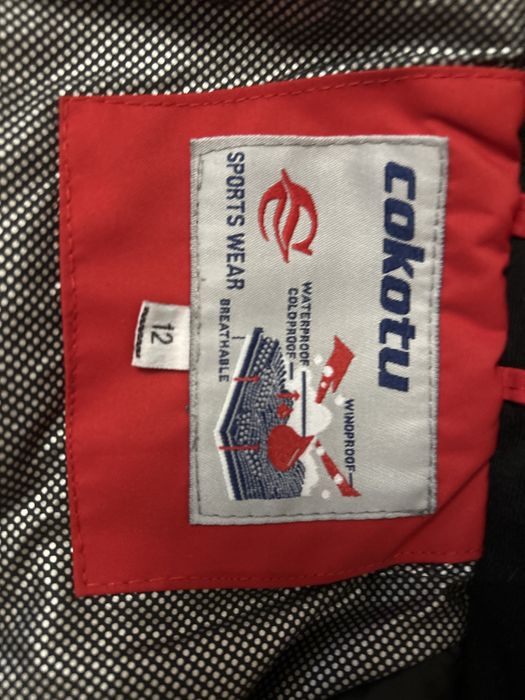 cokotu
WINDPROOF
WATERPROOF
COLDPROOF
SPORTS WEAR
BREATHABLE
12